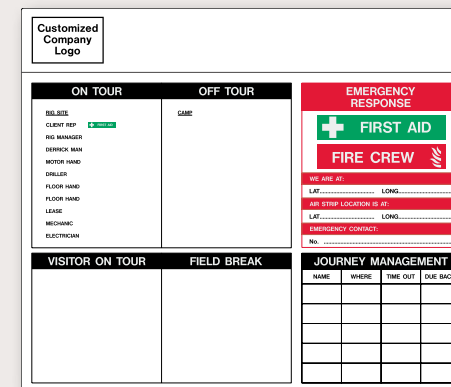 Customized
Company
Logo
ON TOUR
OFF TOUR
RIG SITE
CLIENT REP
FIRST AID
RIG MANAGER
DERRICK MAN
MOTOR HAND
DRILLER
FLOOR HAND
FLOOR HAND
LEASE
MECHANIC
ELECTRICIAN
CAMP
EMERGENCY
RESPONSE
FIRST AID
FIRE CREW
WE ARE AT:
LAT. LONG.
AIR STRIP LOCATION IS AT:
LAT. LONG.
EMERGENCY CONTACT:
No.
VISITOR ON TOUR
FIELD BREAK
JOURNEY MANAGEMENT
NAME WHERE TIME OUT DUE BAC